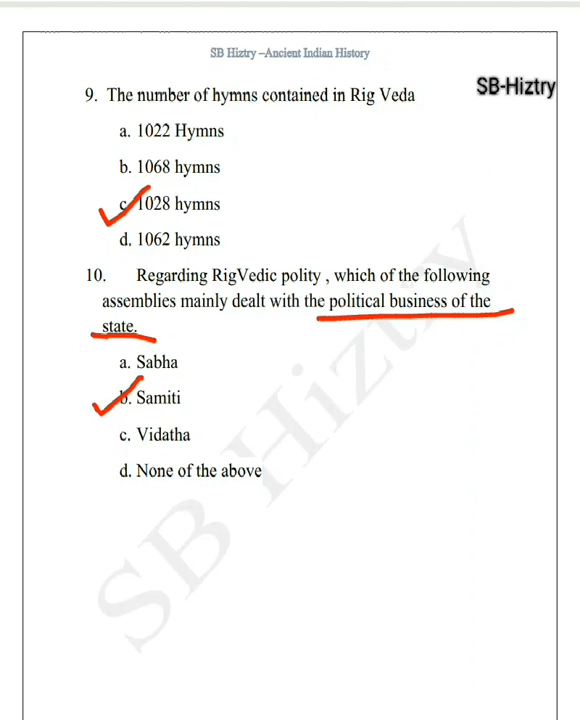 SB Hiztry –Ancient Indian History
SB-Hiztry
9. The number of hymns contained in Rig Veda
a. 1022 Hymns
b. 1068 hymns
c. 1028 hymns
d. 1062 hymns
10. Regarding RigVedic polity , which of the following
assemblies mainly dealt with the political business of the
state.
a. Sabha
b. Samiti
c. Vidatha
d. None of the above
SB Hiztry